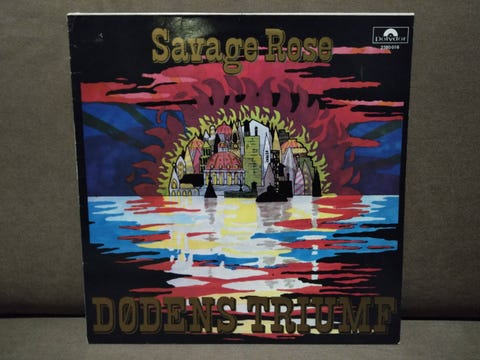 Savage Rose
Polydor
2380 016
DØDENS TRIUMF